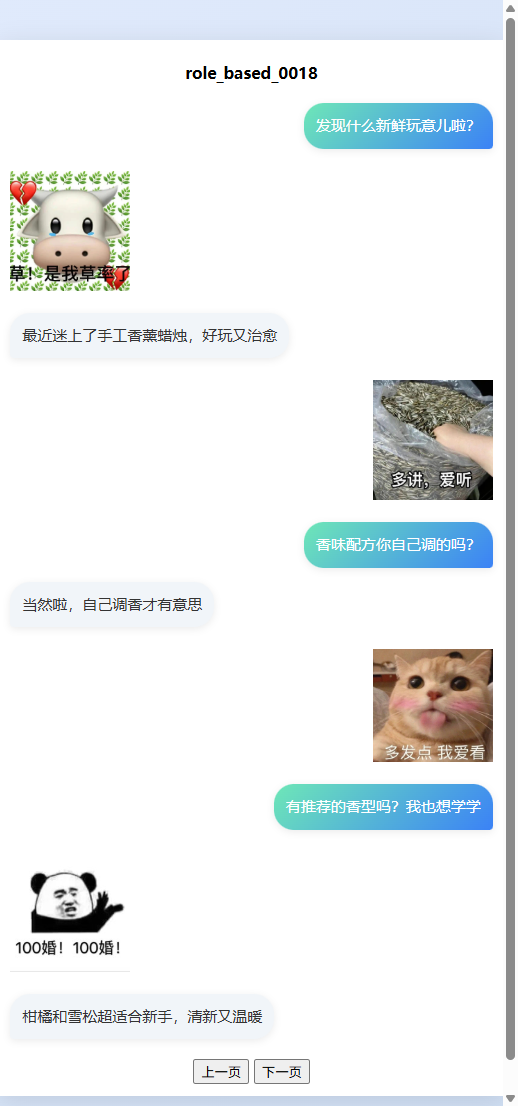 role_based_0018
发现什么新鲜玩意儿啦？
草！是我草率了
最近迷上了手工香薰蜡烛，好玩又治愈
多讲，爱听
香味配方你自己调的吗？
当然啦，自己调香才有意思
多发点 我爱看
有推荐的香型吗？我也想学学
100婚！100婚！
柑橘和雪松超适合新手，清新又温暖
上一页 下一页